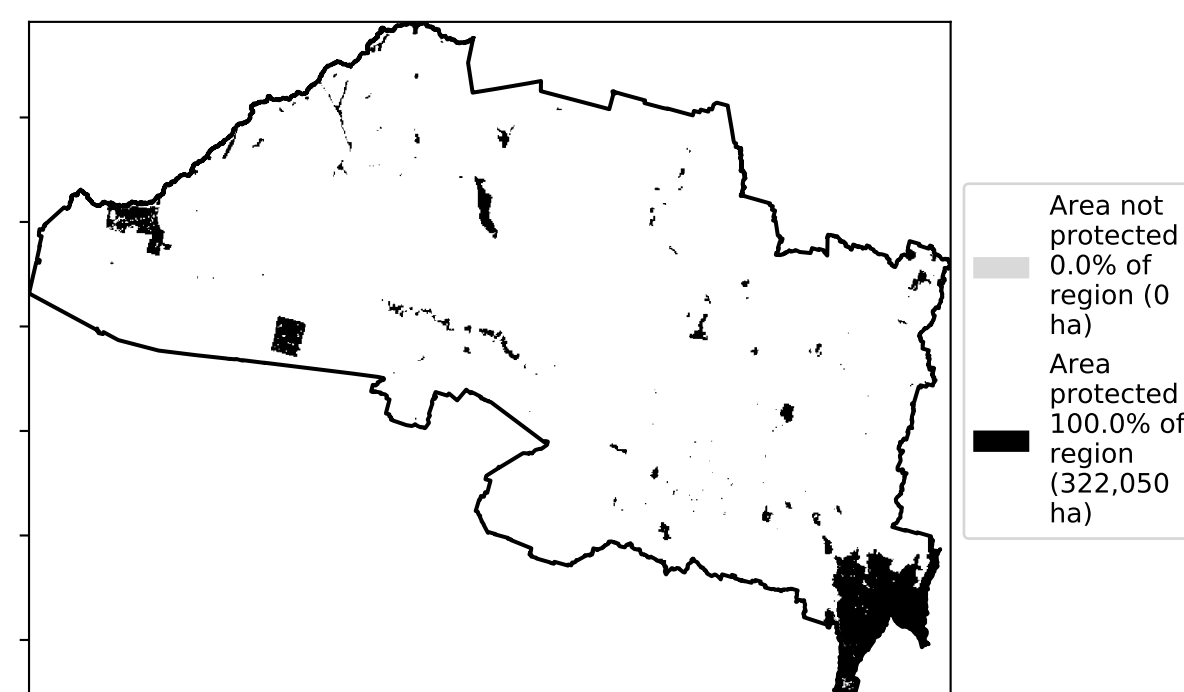 Area not
protected
0.0% of
region (0
ha)
Area
protected
100.0% of
region
(322,050
ha)